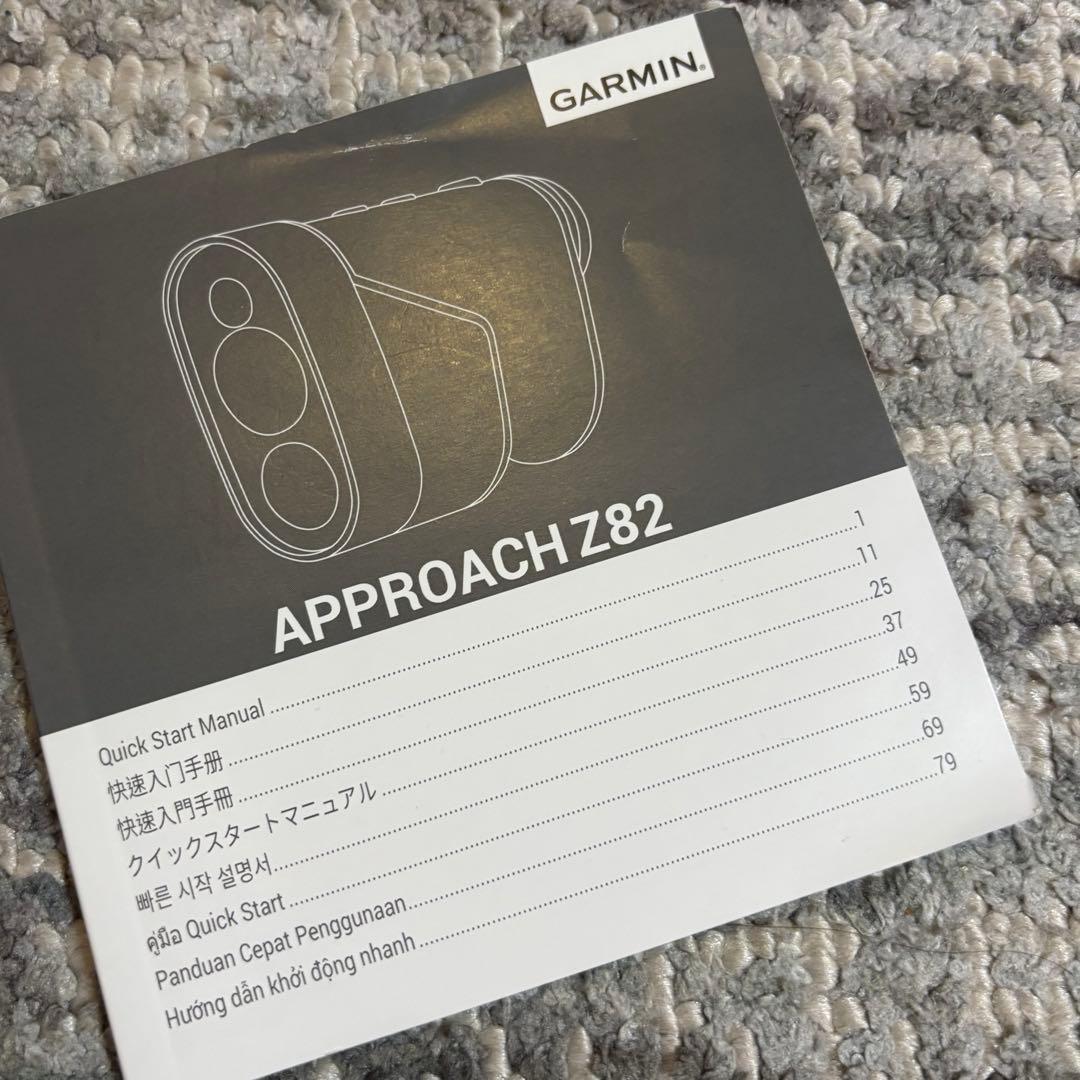 GARMIN®
APPROACH Z82
Quick Start Manual ..........1
快速入门手册 ..........11
快速入門手冊 ..........25
クイックスタートマニュアル ..........37
빠른 시작 설명서 ..........49
คู่มือ Quick Start ..........59
Panduan Cepat Penggunaan ..........69
Hướng dẫn khởi động nhanh ..........79